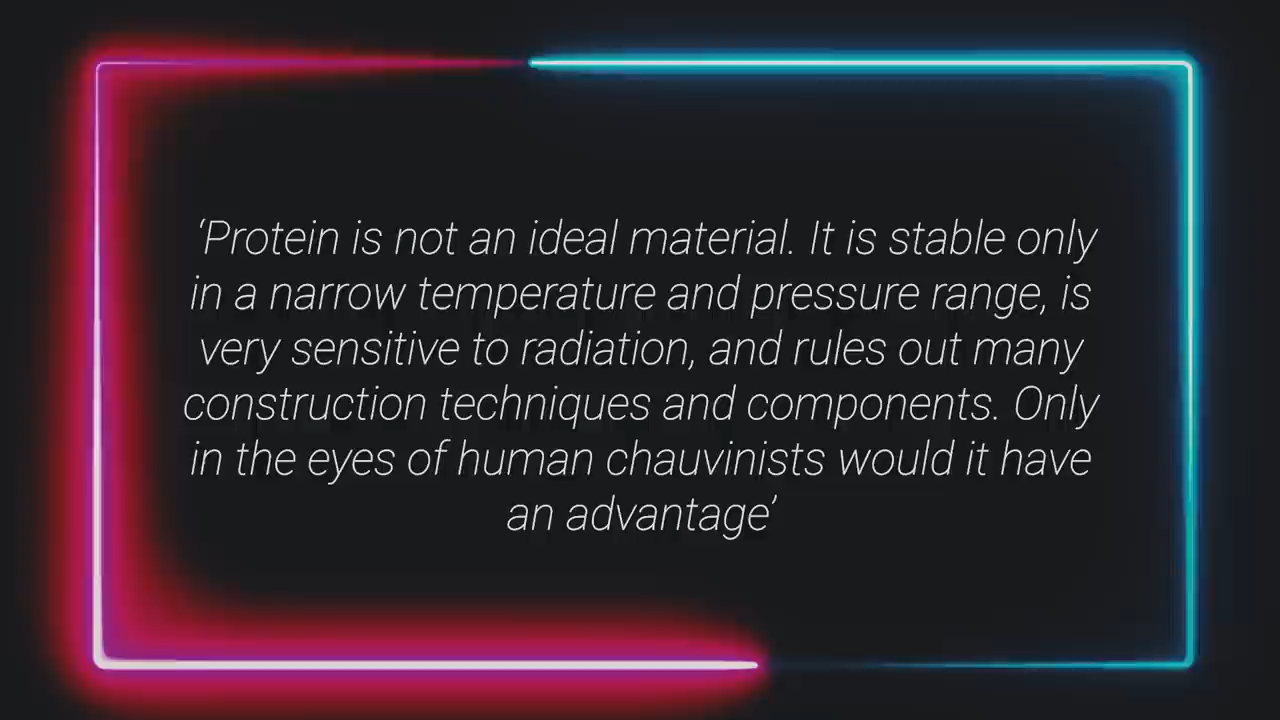 ‘Protein is not an ideal material. It is stable only
in a narrow temperature and pressure range, is
very sensitive to radiation, and rules out many
construction techniques and components. Only
in the eyes of human chauvinists would it have
an advantage’